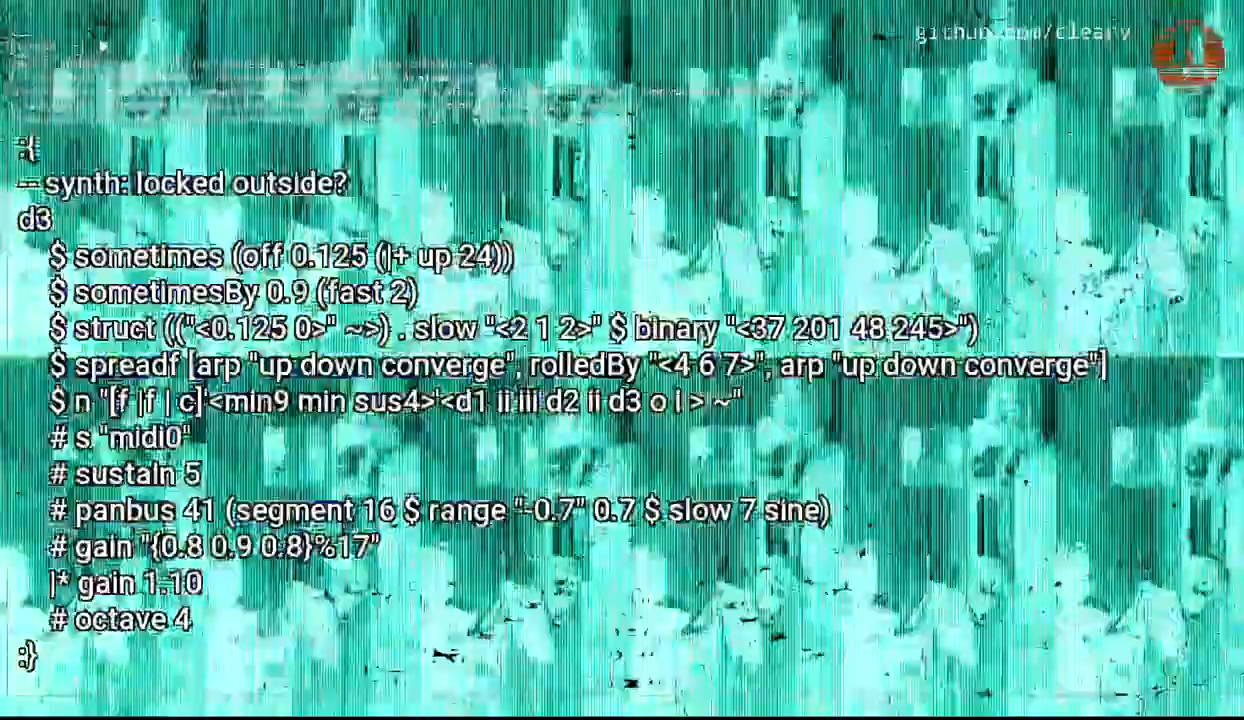 github.com/cleary
:{
-- synth: locked outside?
d3
$ sometimes (off 0.125 (|+ up 24))
$ sometimesBy 0.9 (fast 2)
$ struct (("<0.125 0>" ~>) . slow "<2 1 2>" $ binary "<37 201 48 245>")
$ spreadf [arp "up down converge", rolledBy "<4 6 7>", arp "up down converge"]
$ n "[f |f | c]'<min9 min sus4>'<d1 ii iii d2 ii d3 o i > ~"
# s "midi0"
# sustain 5
# panbus 41 (segment 16 $ range "-0.7" 0.7 $ slow 7 sine)
# gain "{0.8 0.9 0.8}%17"
|* gain 1.10
# octave 4
:}